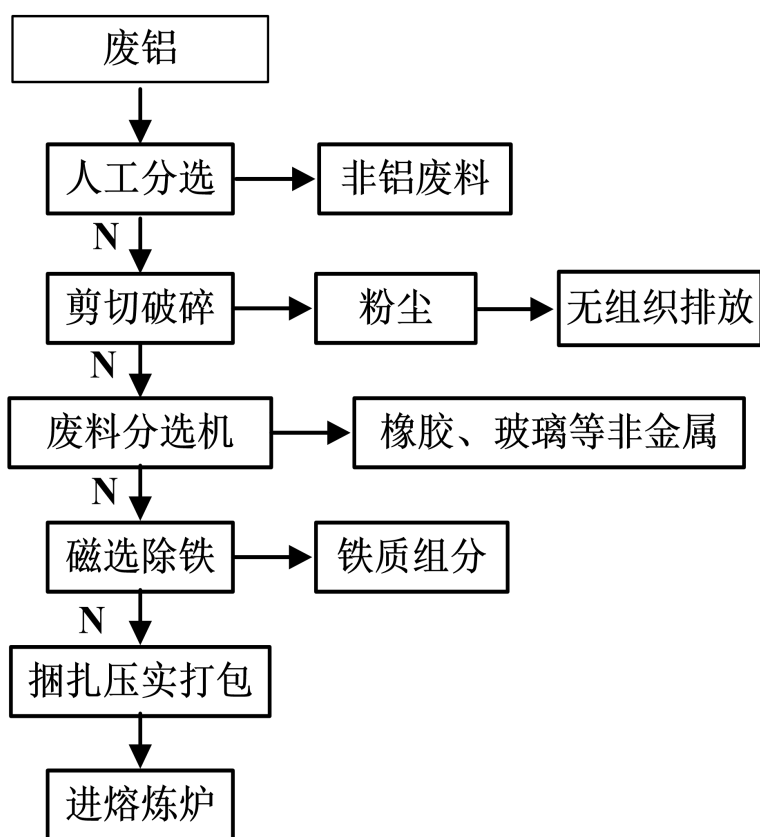 废铝
人工分选
非铝废料
N
剪切破碎
粉尘
无组织排放
N
废料分选机
橡胶、玻璃等非金属
N
磁选除铁
铁质组分
N
捆扎压实打包
进熔炼炉